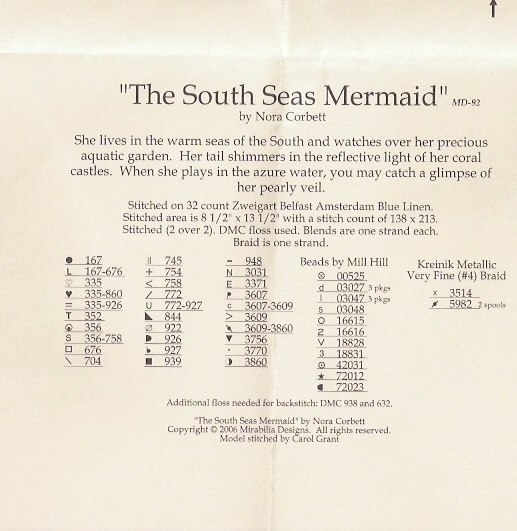 "The South Seas Mermaid" MD-92
by Nora Corbett
She lives in the warm seas of the South and watches over her precious
aquatic garden. Her tail shimmers in the reflective light of her coral
castles. When she plays in the azure water, you may catch a glimpse of
her pearly veil.
Stitched on 32 count Zweigart Belfast Amsterdam Blue Linen.
Stitched area is 8 1/2" x 13 1/2" with a stitch count of 138 x 213.
Stitched (2 over 2). DMC floss used. Blends are one strand each.
Braid is one strand.
● 167
L 167-676
♡ 335
♥ 335-860
= 335-926
T 352
356
S 356-758
□ 676
\ 704
|| 745
+ 754
< 758
/ 772
U 772-927
◣ 844
∅ 922
926
927
■ 939
– 948
N 3031
E 3371
3607
c 3607-3609
> 3609
3609-3860
▼ 3756
· 3770
◗ 3860
Beads by Mill Hill
⊗ 00525
d 03027 3 pkgs
| 03047 3 pkgs
5 03048
O 16615
2 16616
V 18828
3 18831
⊙ 42031
★ 72012
72023
Kreinik Metallic
Very Fine (#4) Braid
x 3514
5982 2 spools
Additional floss needed for backstitch: DMC 938 and 632.
"The South Seas Mermaid" by Nora Corbett
Copyright © 2006 Mirabilia Designs. All rights reserved.
Model stitched by Carol Grant